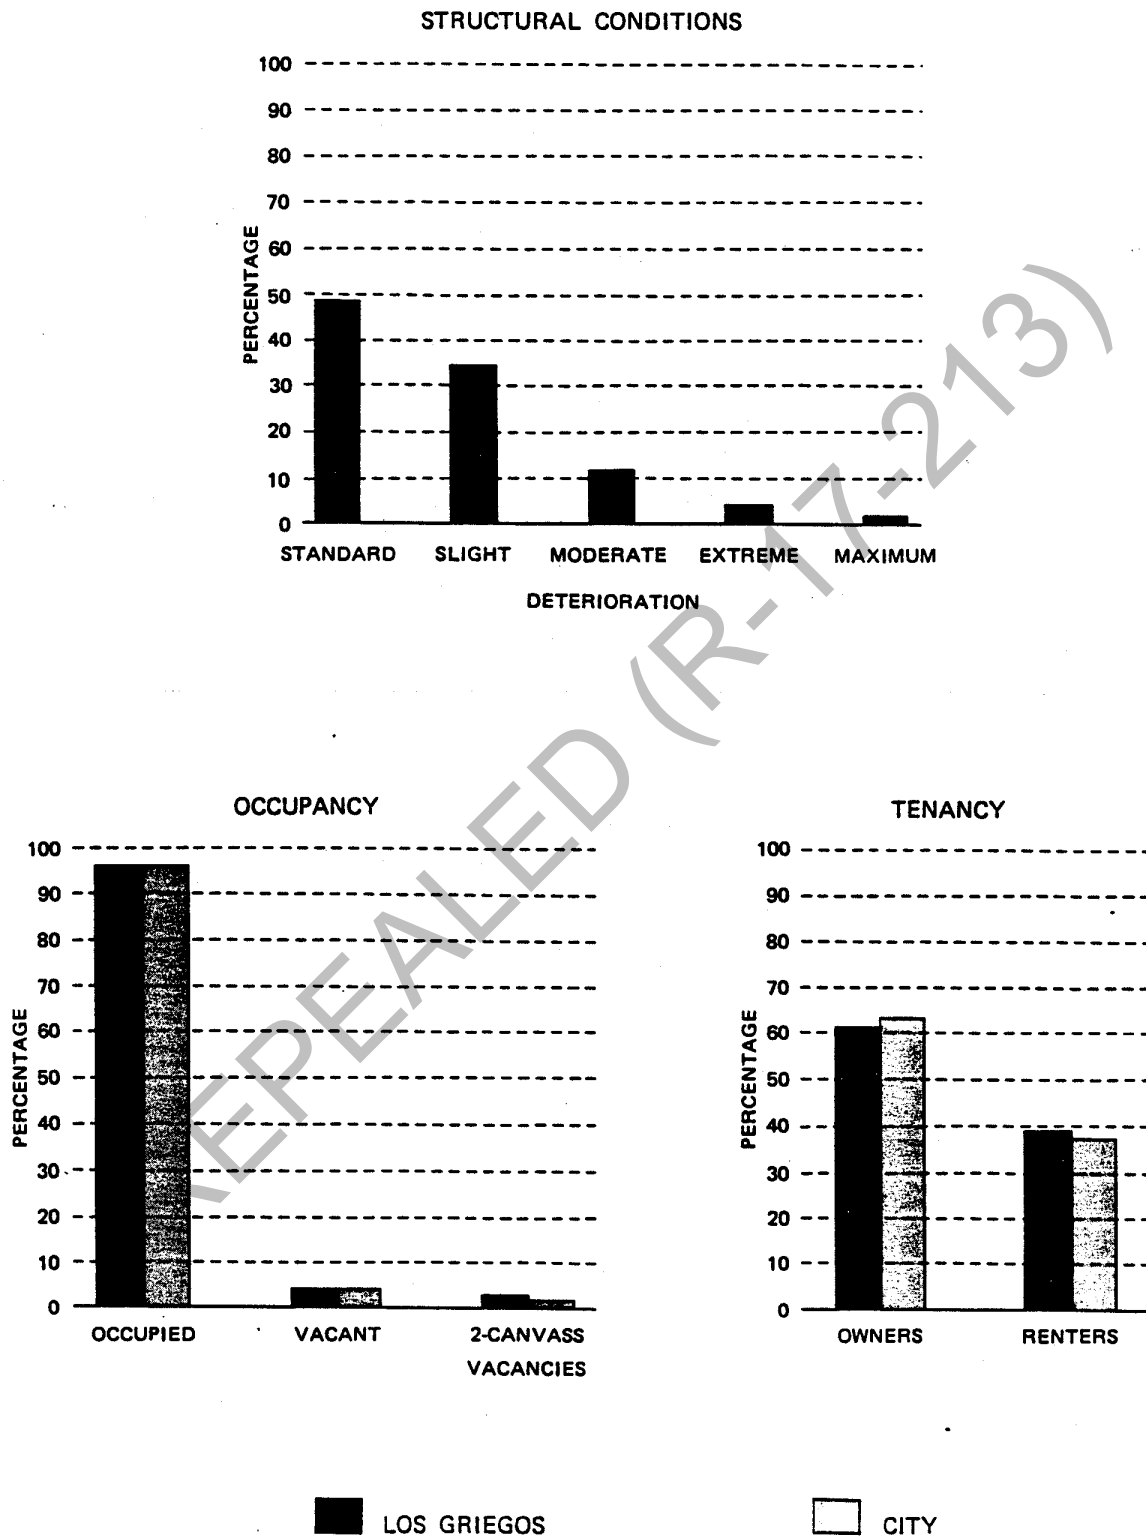 STRUCTURAL CONDITIONS
100
90
80
70
60
50
40
30
20
10
0
PERCENTAGE
STANDARD SLIGHT MODERATE EXTREME MAXIMUM
DETERIORATION
REPEALED (R-17-213)
OCCUPANCY
100
90
80
70
60
50
40
30
20
10
0
PERCENTAGE
OCCUPIED VACANT 2-CANVASS
VACANCIES
TENANCY
100
90
80
70
60
50
40
30
20
10
0
PERCENTAGE
OWNERS RENTERS
LOS GRIEGOS CITY